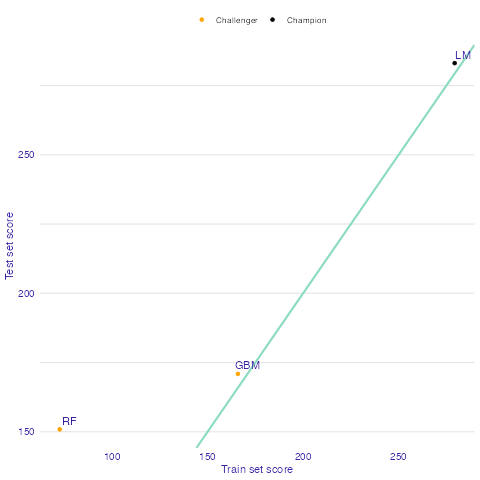 Challenger
Champion
LM
250
Test set score
200
GBM
RF
150
100
150
200
250
Train set score